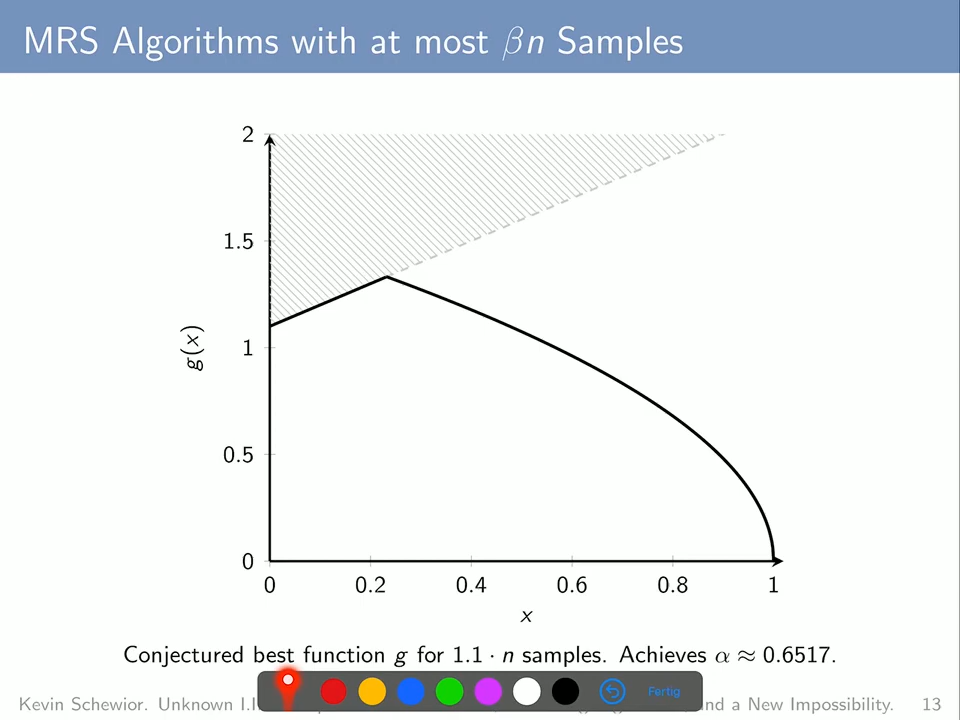 MRS Algorithms with at most βn Samples
2
1.5
1
0.5
0
g(x)
0 0.2 0.4 0.6 0.8 1
x
Conjectured best function g for 1.1 · n samples. Achieves α ≈ 0.6517.
Fertig
Kevin Schewior. Unknown I.I. and a New Impossibility. 13